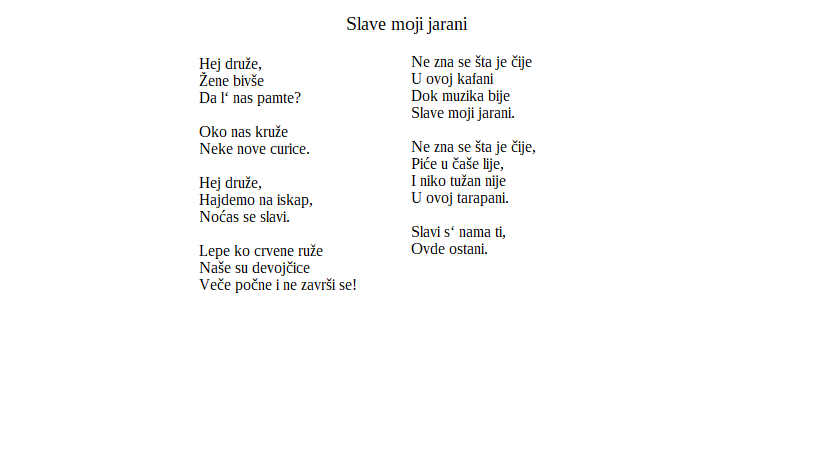 Slave moji jarani
Hej druže,
Žene bivše
Da l‘ nas pamte?
Oko nas kruže
Neke nove curice.
Hej druže,
Hajdemo na iskap,
Noćas se slavi.
Lepe ko crvene ruže
Naše su devojčice
Veče počne i ne završi se!
Ne zna se šta je čije
U ovoj kafani
Dok muzika bije
Slave moji jarani.
Ne zna se šta je čije,
Piće u čaše lije,
I niko tužan nije
U ovoj tarapani.
Slavi s‘ nama ti,
Ovde ostani.